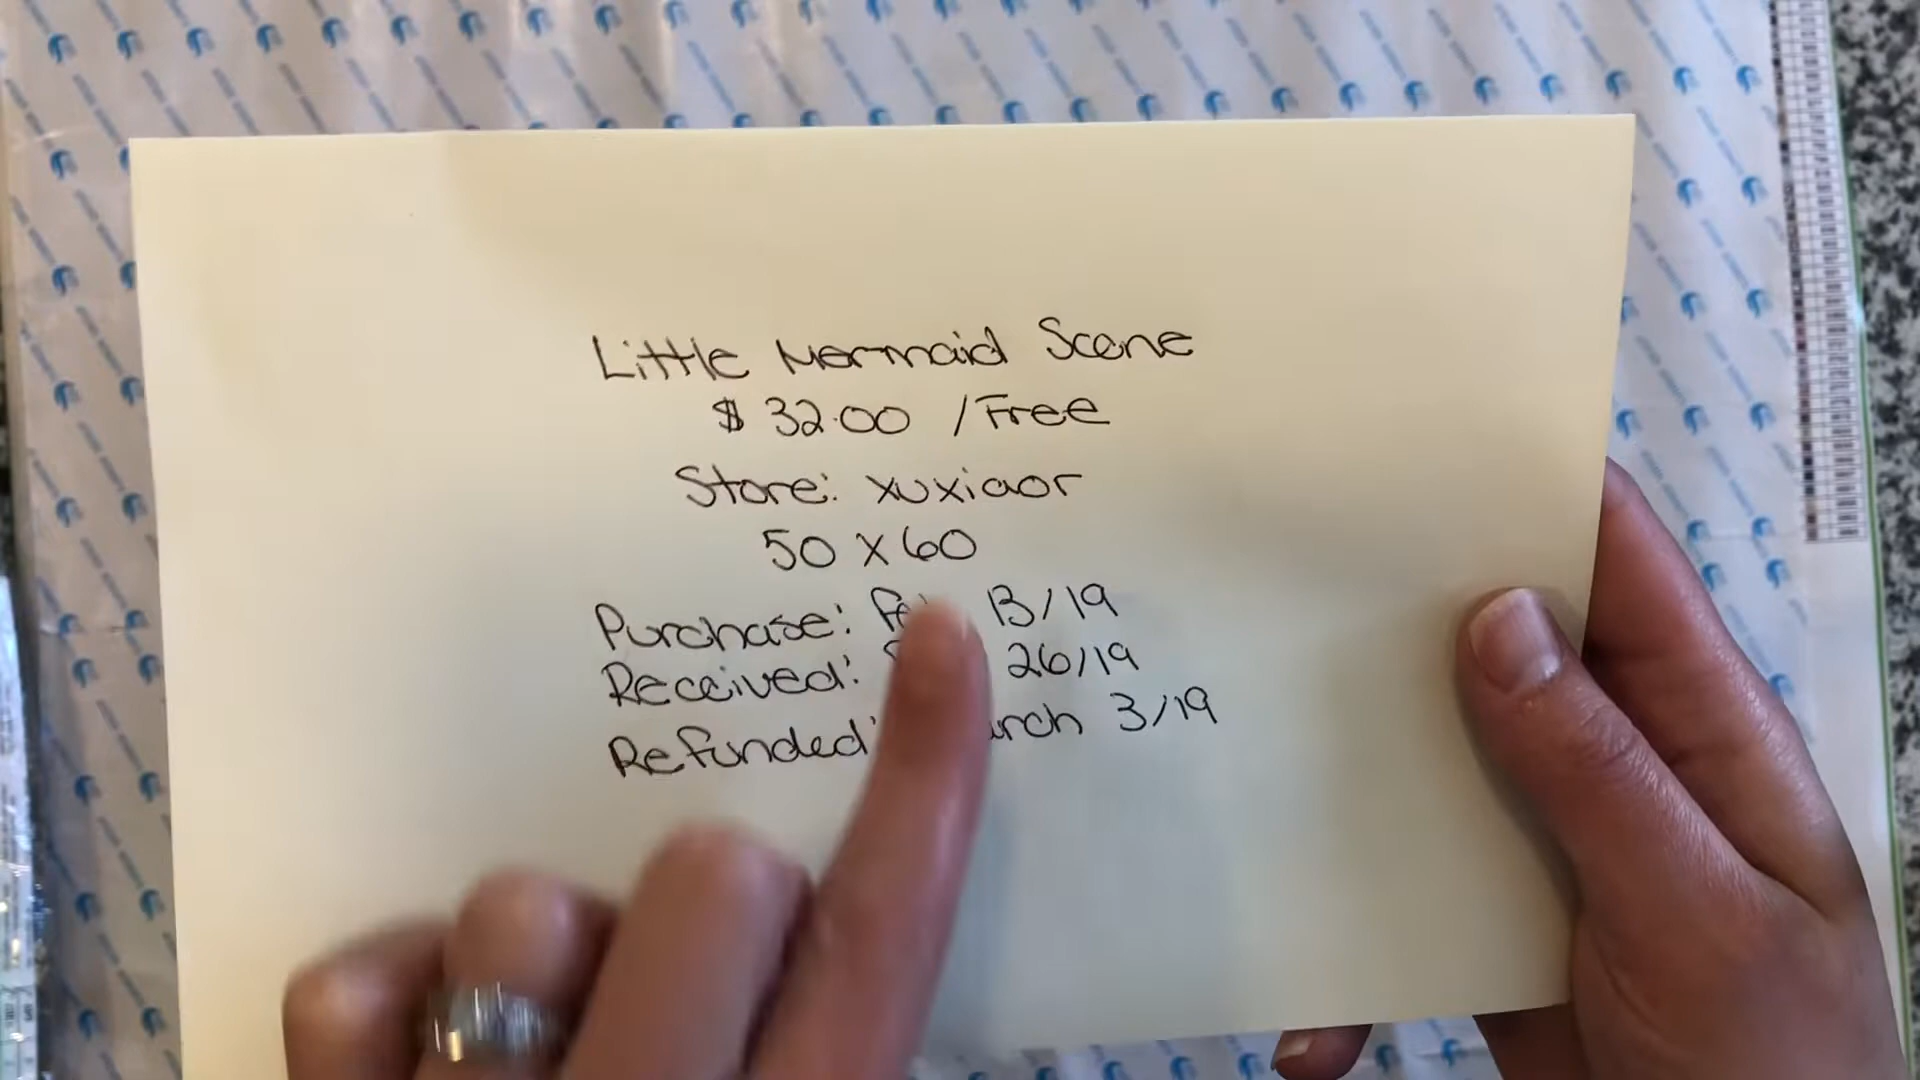 Little Mermaid Scene
$ 32.00 / Free
Store: xuxiaor
50 x 60
Purchase: 13/19
Received: 26/19
Refunded: 3/19